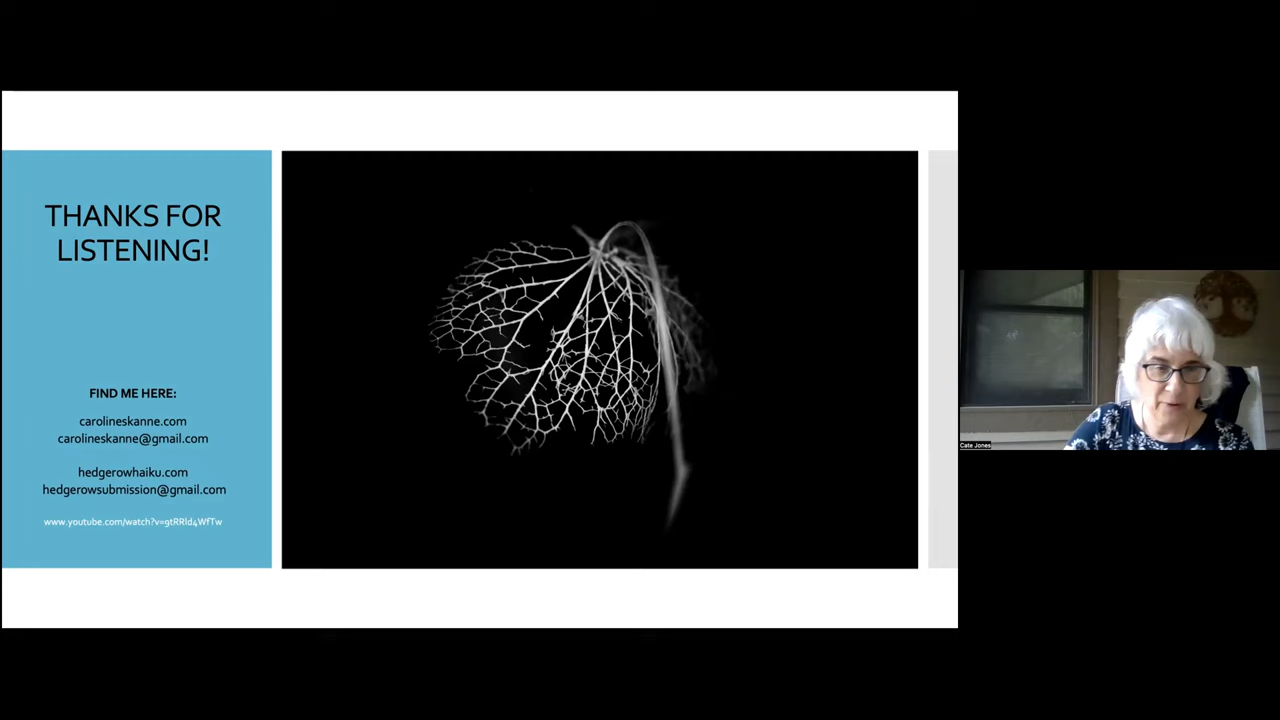 THANKS FOR
LISTENING!
FIND ME HERE:
carolineskanne.com
carolineskanne@gmail.com
hedgerowhaiku.com
hedgerowsubmission@gmail.com
www.youtube.com/watch?v=9tRRld4WfTw
Cate Jones